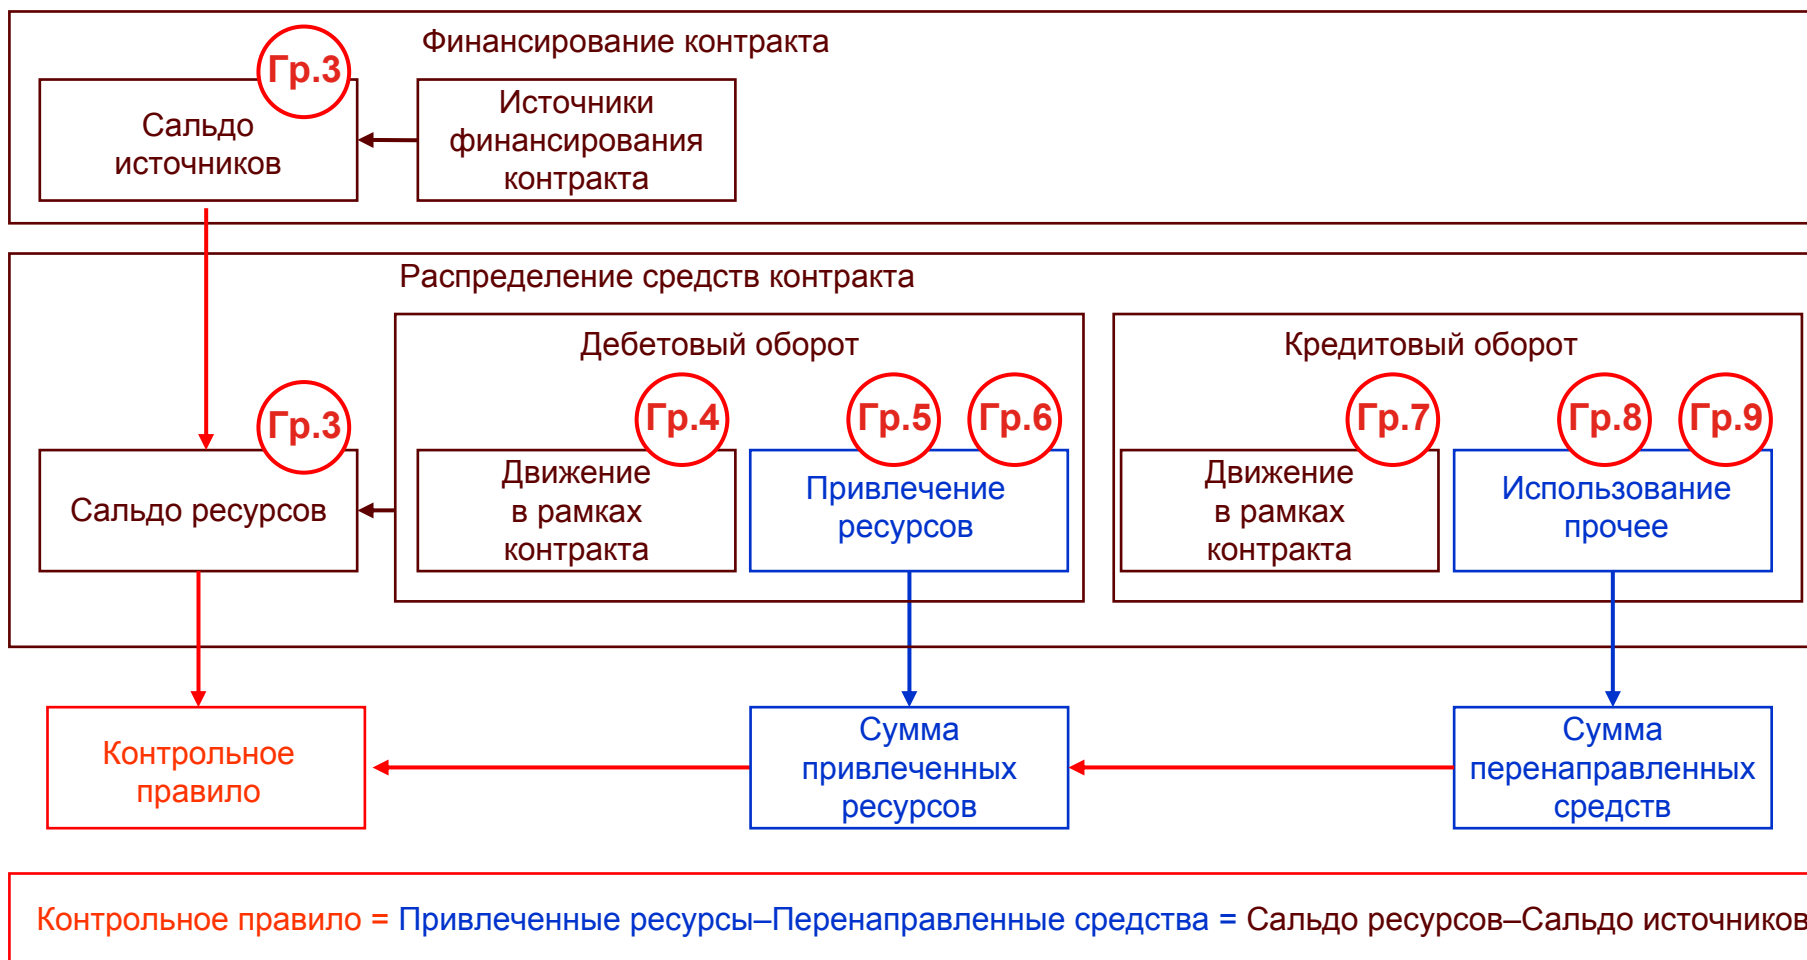 Финансирование контракта
Гр.3
Сальдо
источников
Источники
финансирования
контракта
Распределение средств контракта
Дебетовый оборот
Кредитовый оборот
Гр.3
Гр.4
Гр.5
Гр.6
Гр.7
Гр.8
Гр.9
Сальдо ресурсов
Движение
в рамках
контракта
Привлечение
ресурсов
Движение
в рамках
контракта
Использование
прочее
Контрольное
правило
Сумма
привлеченных
ресурсов
Сумма
перенаправленных
средств
Контрольное правило = Привлеченные ресурсы–Перенаправленные средства = Сальдо ресурсов–Сальдо источников